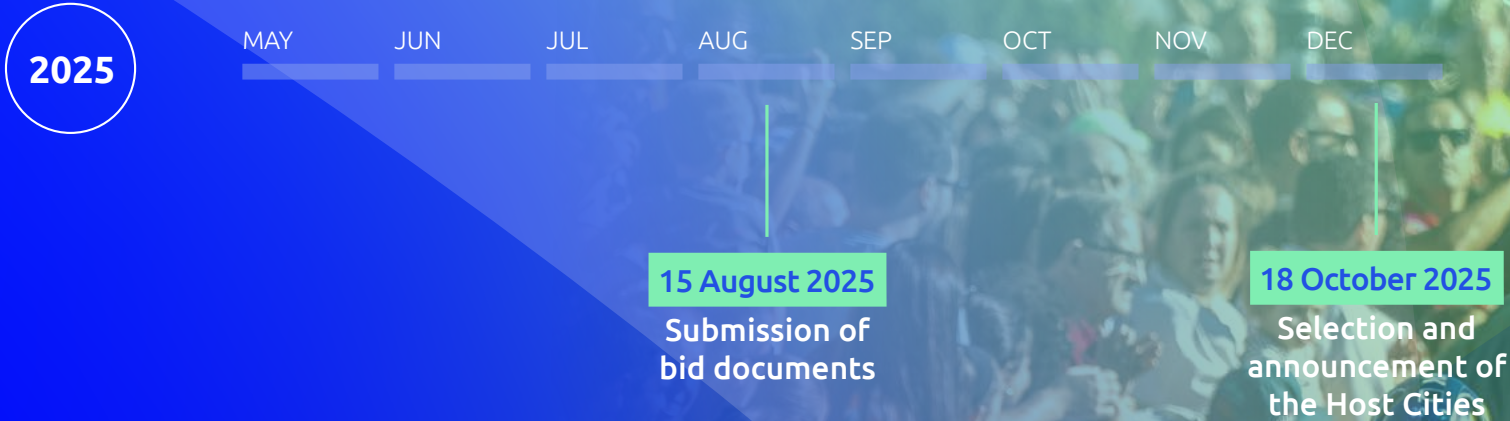 2025
MAY JUN JUL AUG SEP OCT NOV DEC
15 August 2025
Submission of
bid documents
18 October 2025
Selection and
announcement of
the Host Cities